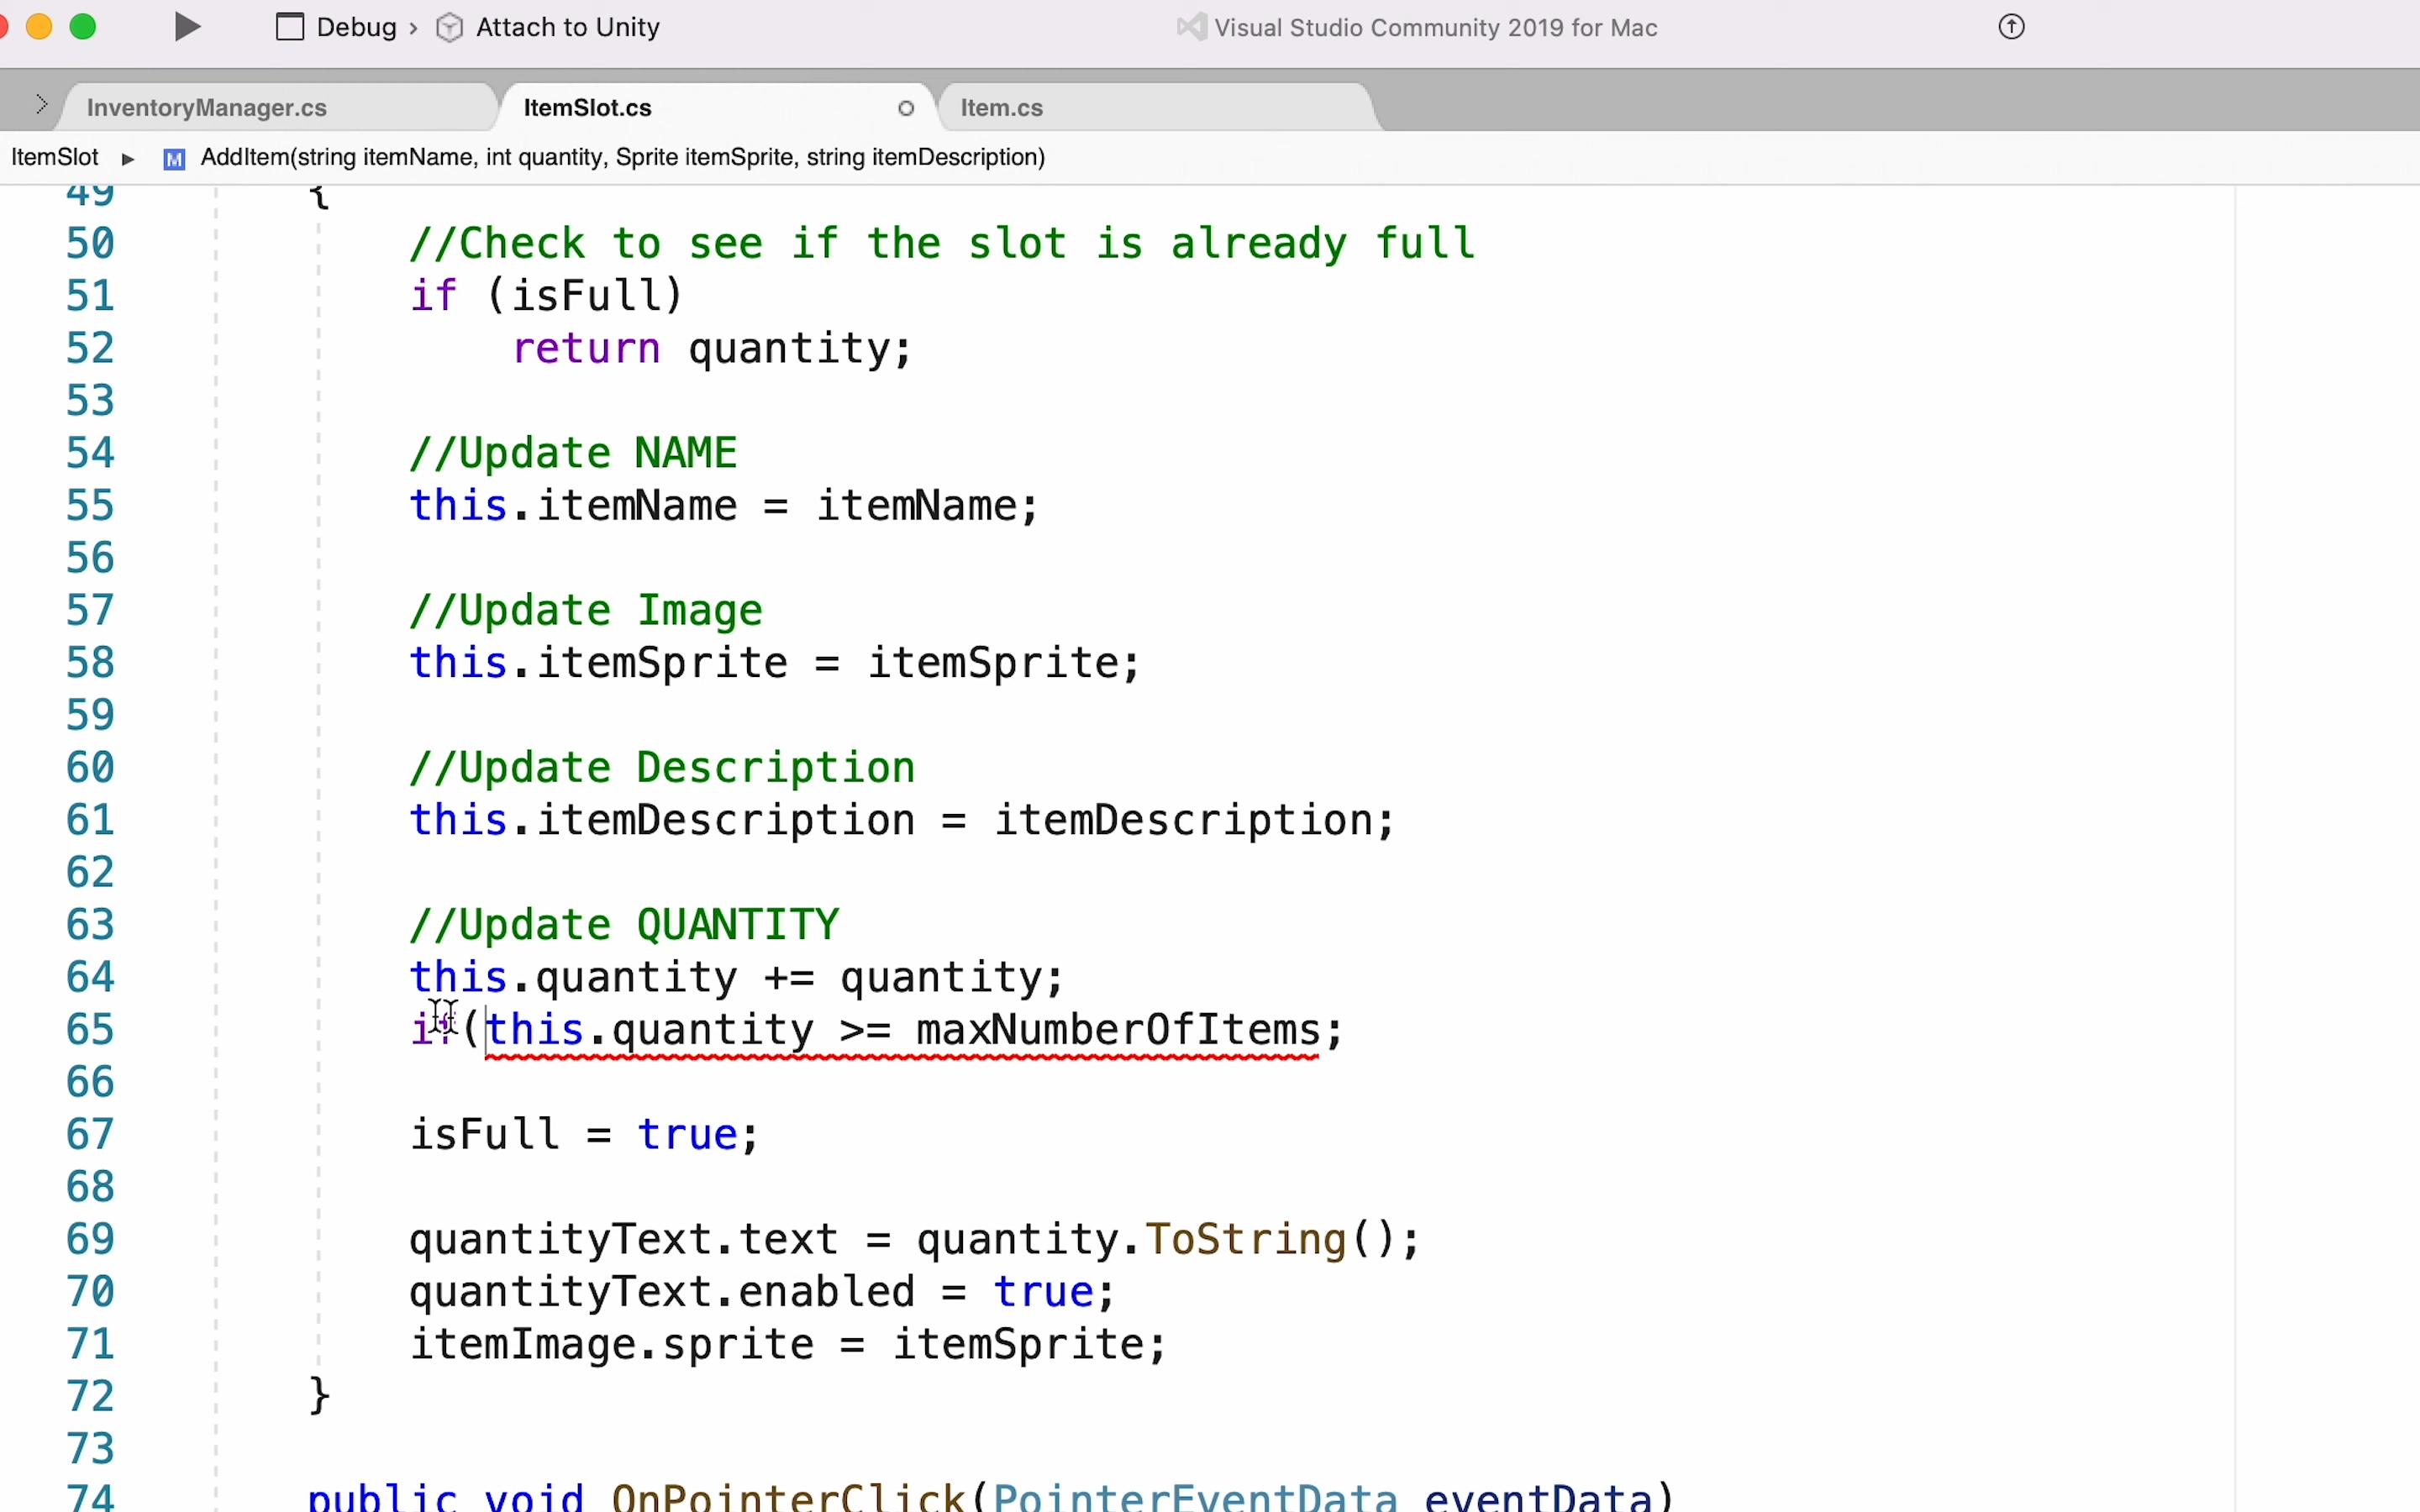 Debug › Attach to Unity
Visual Studio Community 2019 for Mac
InventoryManager.cs
ItemSlot.cs
Item.cs
ItemSlot ▸ M AddItem(string itemName, int quantity, Sprite itemSprite, string itemDescription)
49 {
50 //Check to see if the slot is already full
51 if (isFull)
52 return quantity;
53
54 //Update NAME
55 this.itemName = itemName;
56
57 //Update Image
58 this.itemSprite = itemSprite;
59
60 //Update Description
61 this.itemDescription = itemDescription;
62
63 //Update QUANTITY
64 this.quantity += quantity;
65 if(this.quantity >= maxNumberOfItems;
66
67 isFull = true;
68
69 quantityText.text = quantity.ToString();
70 quantityText.enabled = true;
71 itemImage.sprite = itemSprite;
72 }
73
74 public void OnPointerClick(PointerEventData eventData)